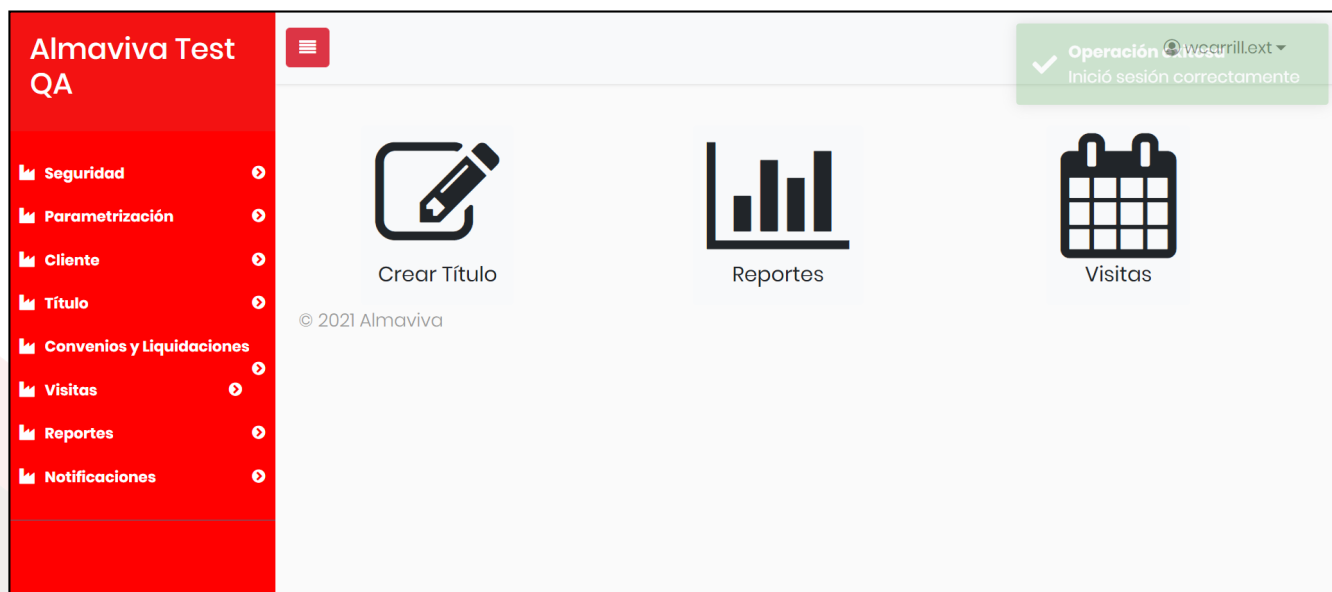 Almaviva Test
QA
Seguridad
Parametrización
Cliente
Título
Convenios y Liquidaciones
Visitas
Reportes
Notificaciones
wcarrill.ext
Operación exitosa
Inició sesión correctamente
Crear Título
Reportes
Visitas
© 2021 Almaviva